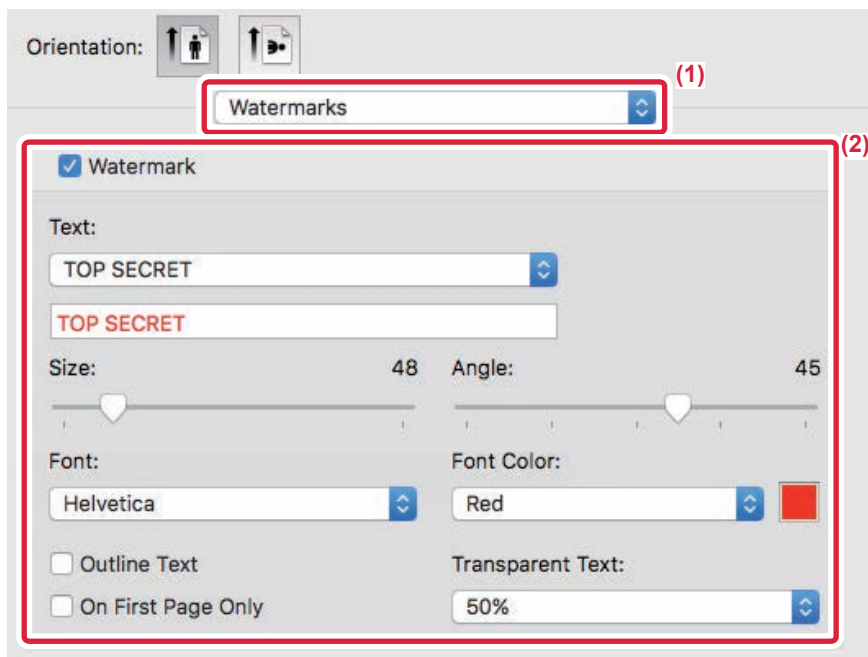 Orientation:
(1)
Watermarks
(2)
Watermark
Text:
TOP SECRET
TOP SECRET
Size: 48 Angle: 45
Font: Font Color:
Helvetica Red
Outline Text Transparent Text:
On First Page Only 50%